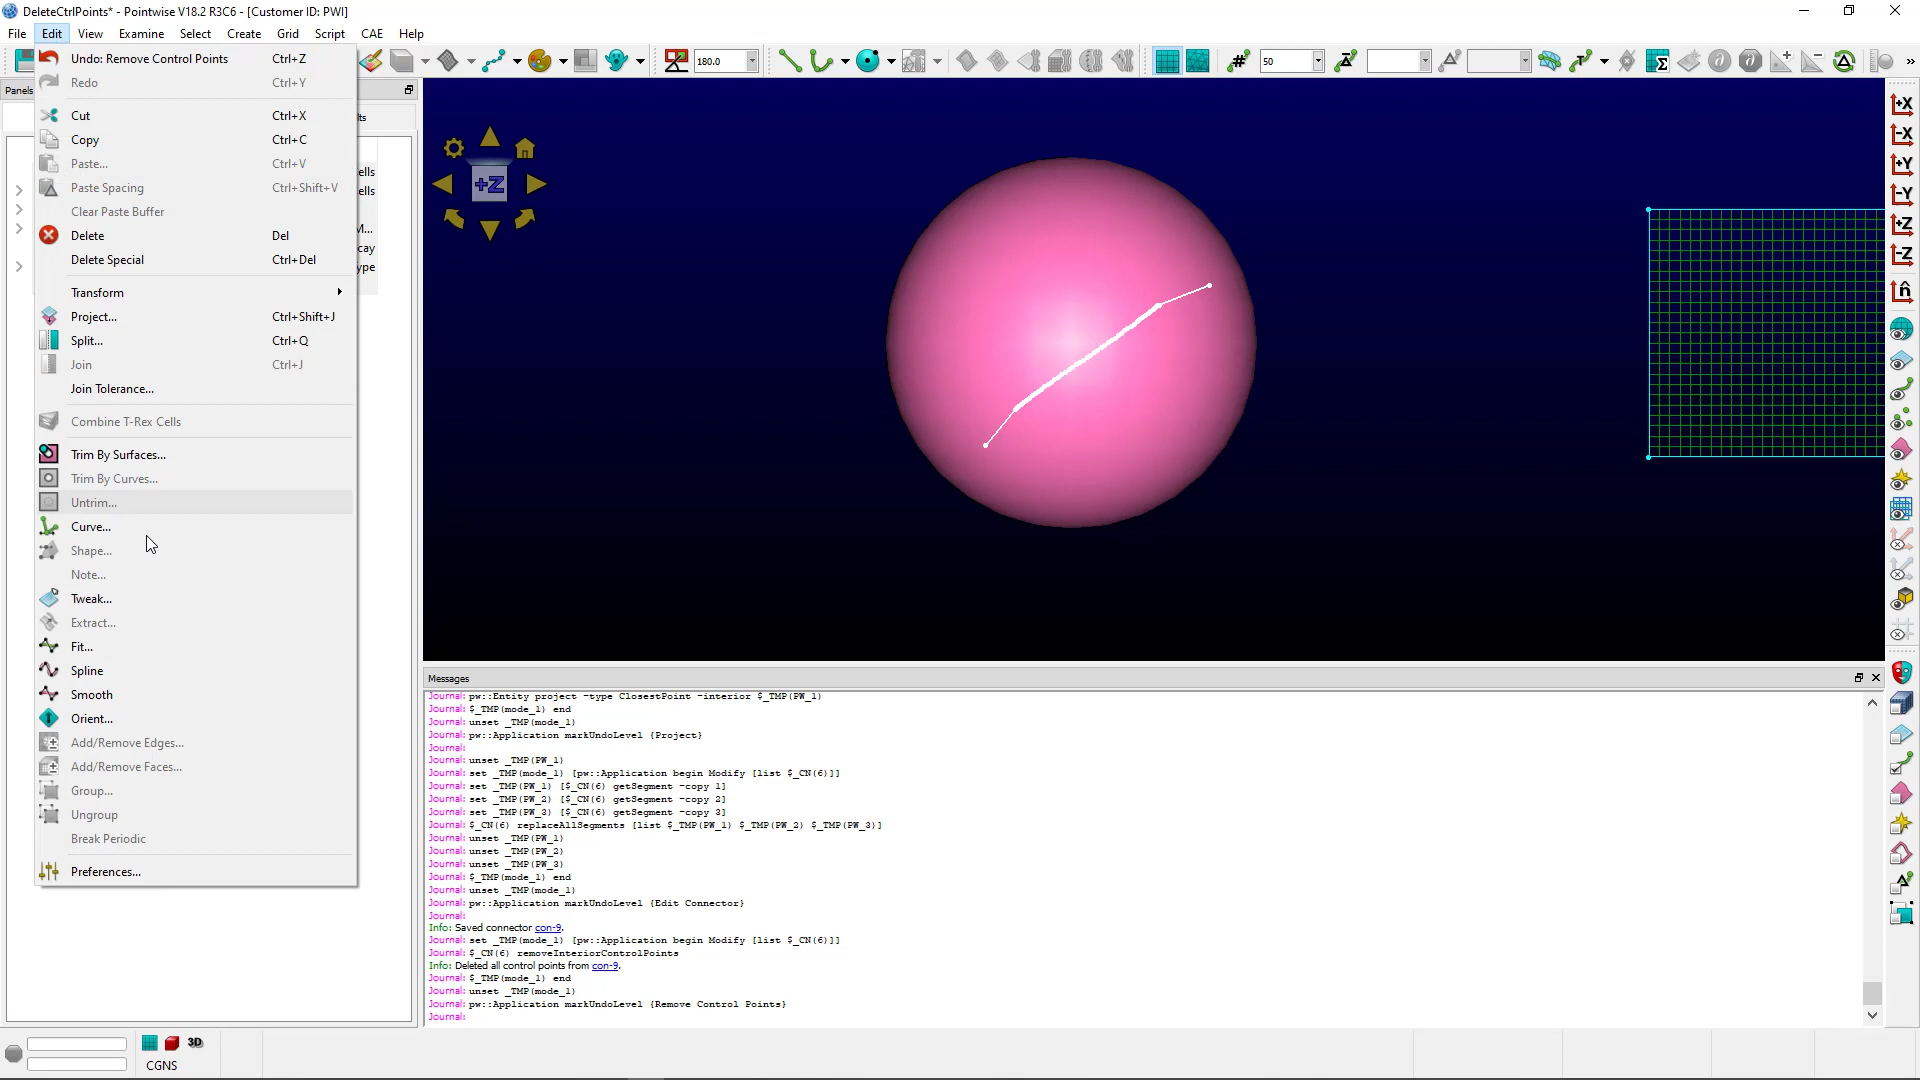 DeleteCtrlPoints* - Pointwise V18.2 R3C6 - [Customer ID: PWI]
File Edit View Examine Select Create Grid Script CAE Help
180.0
50
Panels
Undo: Remove Control Points Ctrl+Z
Redo Ctrl+Y
Cut Ctrl+X
Copy Ctrl+C
Paste... Ctrl+V
Paste Spacing Ctrl+Shift+V
Clear Paste Buffer
Delete Del
Delete Special Ctrl+Del
Transform
Project... Ctrl+Shift+J
Split... Ctrl+Q
Join Ctrl+J
Join Tolerance...
Combine T-Rex Cells
Trim By Surfaces...
Trim By Curves...
Untrim...
Curve...
Shape...
Note...
Tweak...
Extract...
Fit...
Spline
Smooth
Orient...
Add/Remove Edges...
Add/Remove Faces...
Group...
Ungroup
Break Periodic
Preferences...
lts
ells
ells
M...
cay
ype
+Z
+X
-X
+Y
-Y
+Z
-Z
n̂
Messages
Journal: pw::Entity project -type ClosestPoint -interior $_TMP(PW_1)
Journal: $_TMP(mode_1) end
Journal: unset _TMP(mode_1)
Journal: pw::Application markUndoLevel {Project}
Journal:
Journal: unset _TMP(PW_1)
Journal: set _TMP(mode_1) [pw::Application begin Modify [list $_CN(6)]]
Journal: set _TMP(PW_1) [$_CN(6) getSegment -copy 1]
Journal: set _TMP(PW_2) [$_CN(6) getSegment -copy 2]
Journal: set _TMP(PW_3) [$_CN(6) getSegment -copy 3]
Journal: $_CN(6) replaceAllSegments [list $_TMP(PW_1) $_TMP(PW_2) $_TMP(PW_3)]
Journal: unset _TMP(PW_1)
Journal: unset _TMP(PW_2)
Journal: unset _TMP(PW_3)
Journal: $_TMP(mode_1) end
Journal: unset _TMP(mode_1)
Journal: pw::Application markUndoLevel {Edit Connector}
Journal:
Info: Saved connector con-9.
Journal: set _TMP(mode_1) [pw::Application begin Modify [list $_CN(6)]]
Journal: $_CN(6) removeInteriorControlPoints
Info: Deleted all control points from con-9.
Journal: $_TMP(mode_1) end
Journal: unset _TMP(mode_1)
Journal: pw::Application markUndoLevel {Remove Control Points}
Journal:
3D
CGNS